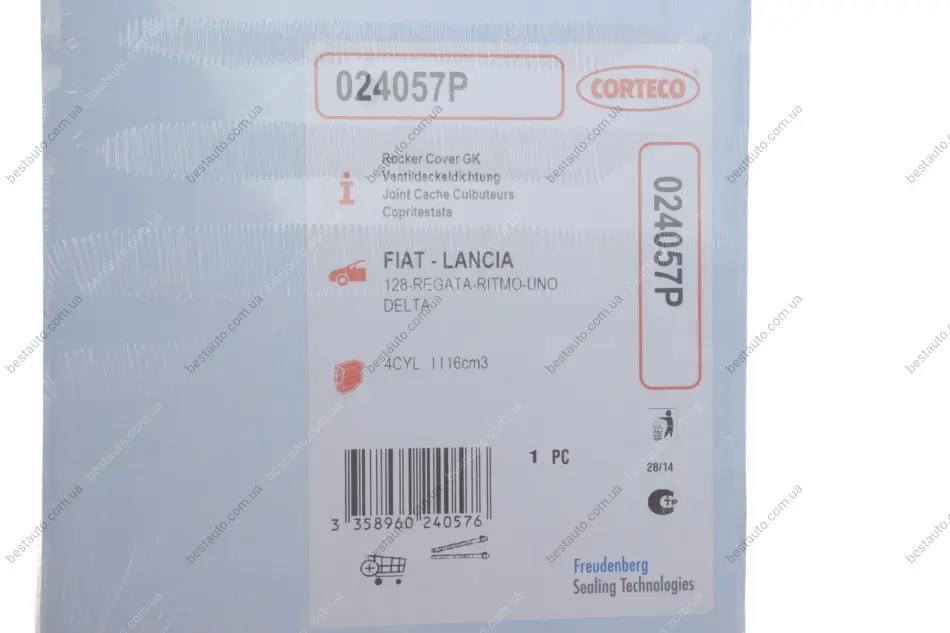 024057P
CORTECO
Rocker Cover GK
Ventildeckeldichtung
Joint Cache Culbuteurs
Copritestata
024057P
FIAT - LANCIA
128-REGATA-RITMO-UNO
DELTA
4CYL 1116cm3
1 PC
28/14
3 358960 240576
Freudenberg
Sealing Technologies
bestauto.com.ua